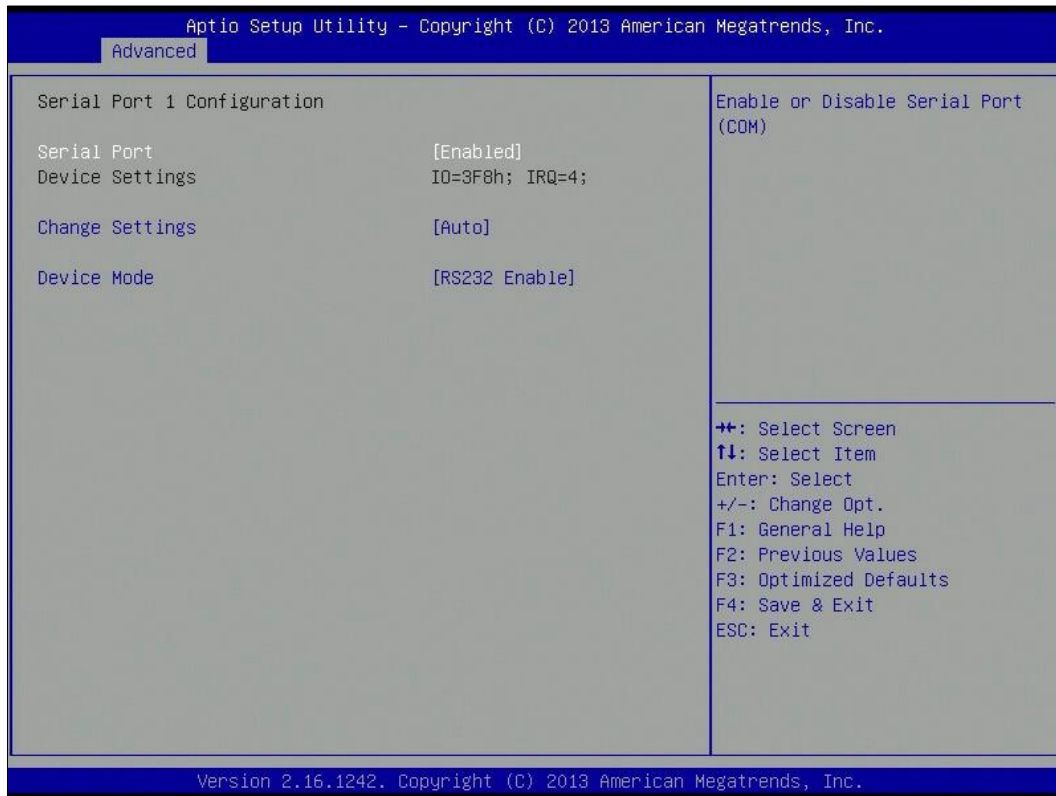 Aptio Setup Utility – Copyright (C) 2013 American Megatrends, Inc.
Advanced
Serial Port 1 Configuration
Serial Port [Enabled]
Device Settings IO=3F8h; IRQ=4;
Change Settings [Auto]
Device Mode [RS232 Enable]
Enable or Disable Serial Port
(COM)
→←: Select Screen
↑↓: Select Item
Enter: Select
+/-: Change Opt.
F1: General Help
F2: Previous Values
F3: Optimized Defaults
F4: Save & Exit
ESC: Exit
Version 2.16.1242. Copyright (C) 2013 American Megatrends, Inc.